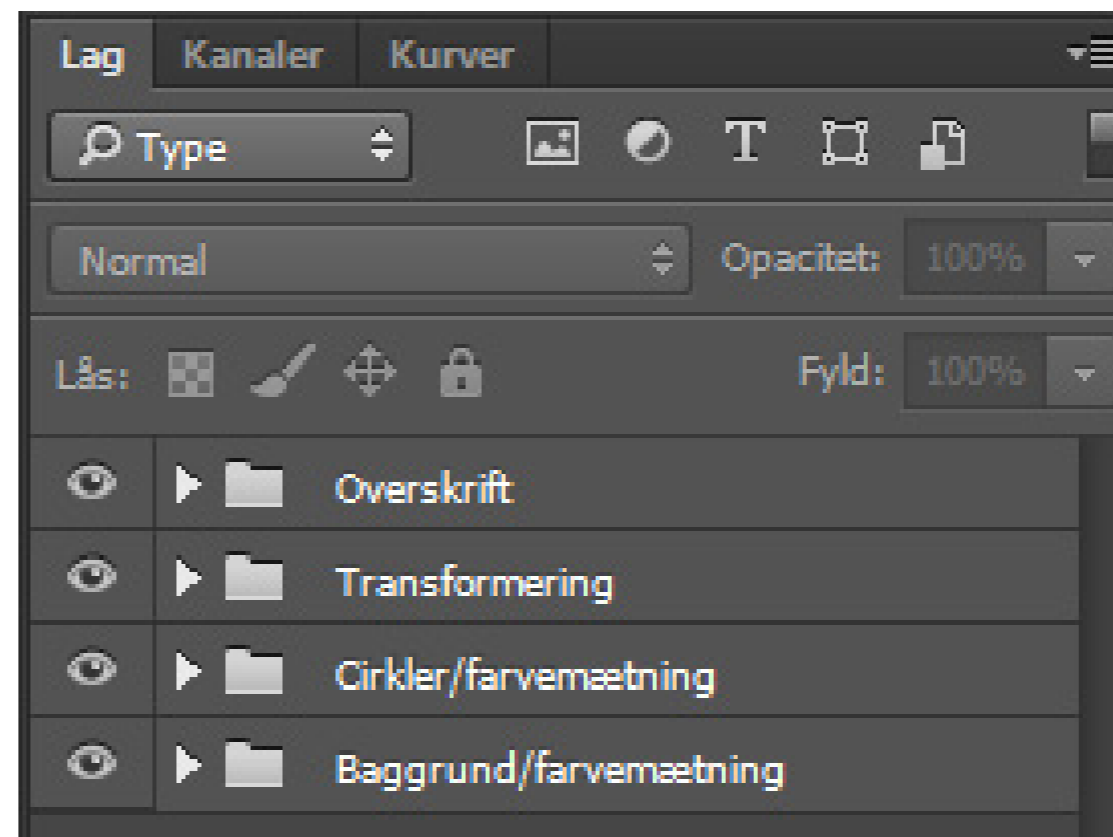 Lag Kanaler Kurver
Type
Normal Opacitet: 100%
Lås: Fyld: 100%
Overskrift
Transformering
Cirkler/farvemætning
Baggrund/farvemætning